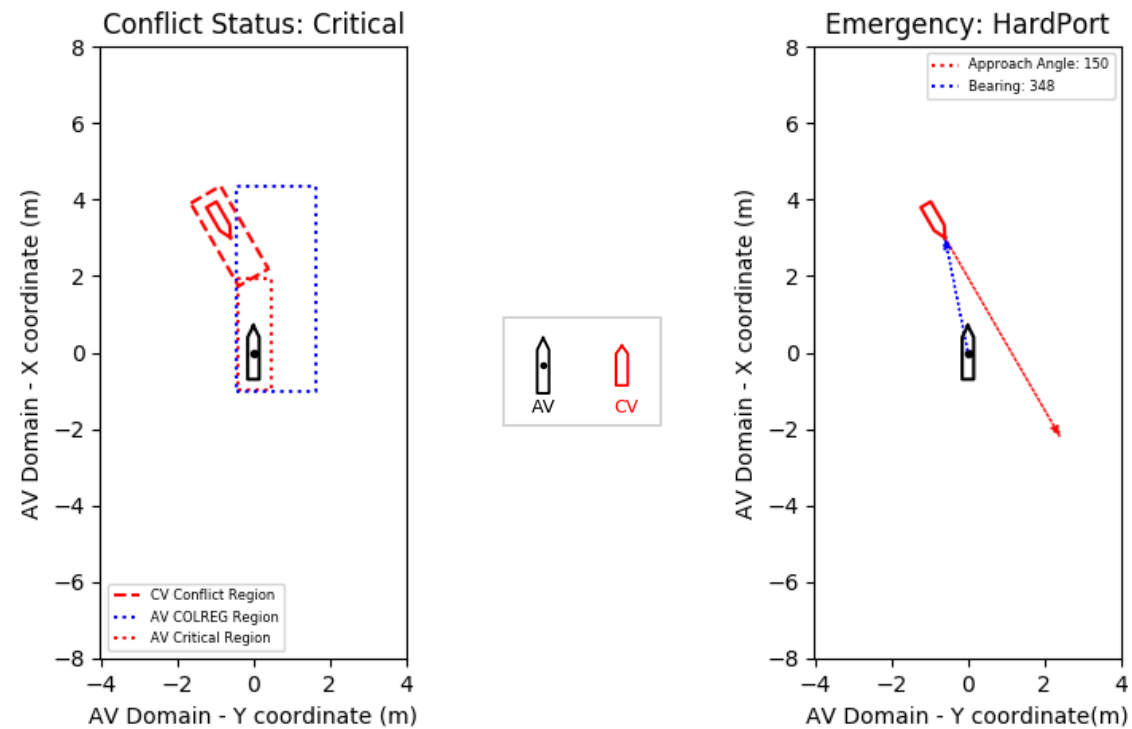 Conflict Status: Critical
8
6
4
2
0
−2
−4
−6
−8
−4
−2
0
2
4
AV Domain - X coordinate (m)
AV Domain - Y coordinate (m)
CV Conflict Region
AV COLREG Region
AV Critical Region
AV
CV
Emergency: HardPort
Approach Angle: 150
Bearing: 348
8
6
4
2
0
−2
−4
−6
−8
−4
−2
0
2
4
AV Domain - X coordinate (m)
AV Domain - Y coordinate(m)